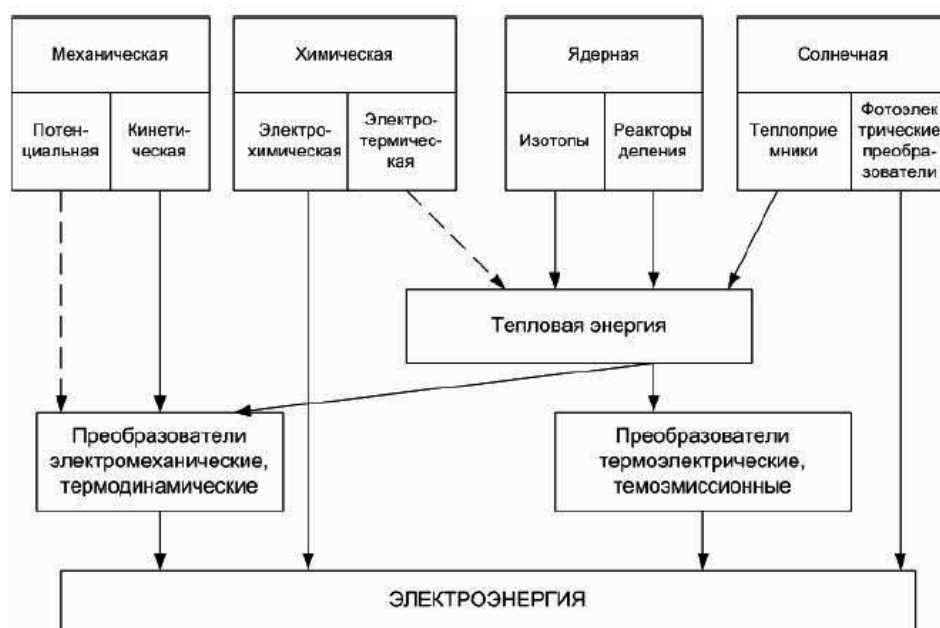 Механическая
Потен-
циальная
Кинети-
ческая
Химическая
Электро-
химическая
Электро-
термичес-
кая
Ядерная
Изотопы
Реакторы
деления
Солнечная
Теплоприе
мники
Фотоэлек
трические
преобра-
зователи
Тепловая энергия
Преобразователи
электромеханические,
термодинамические
Преобразователи
термоэлектрические,
темоэмиссионные
ЭЛЕКТРОЭНЕРГИЯ